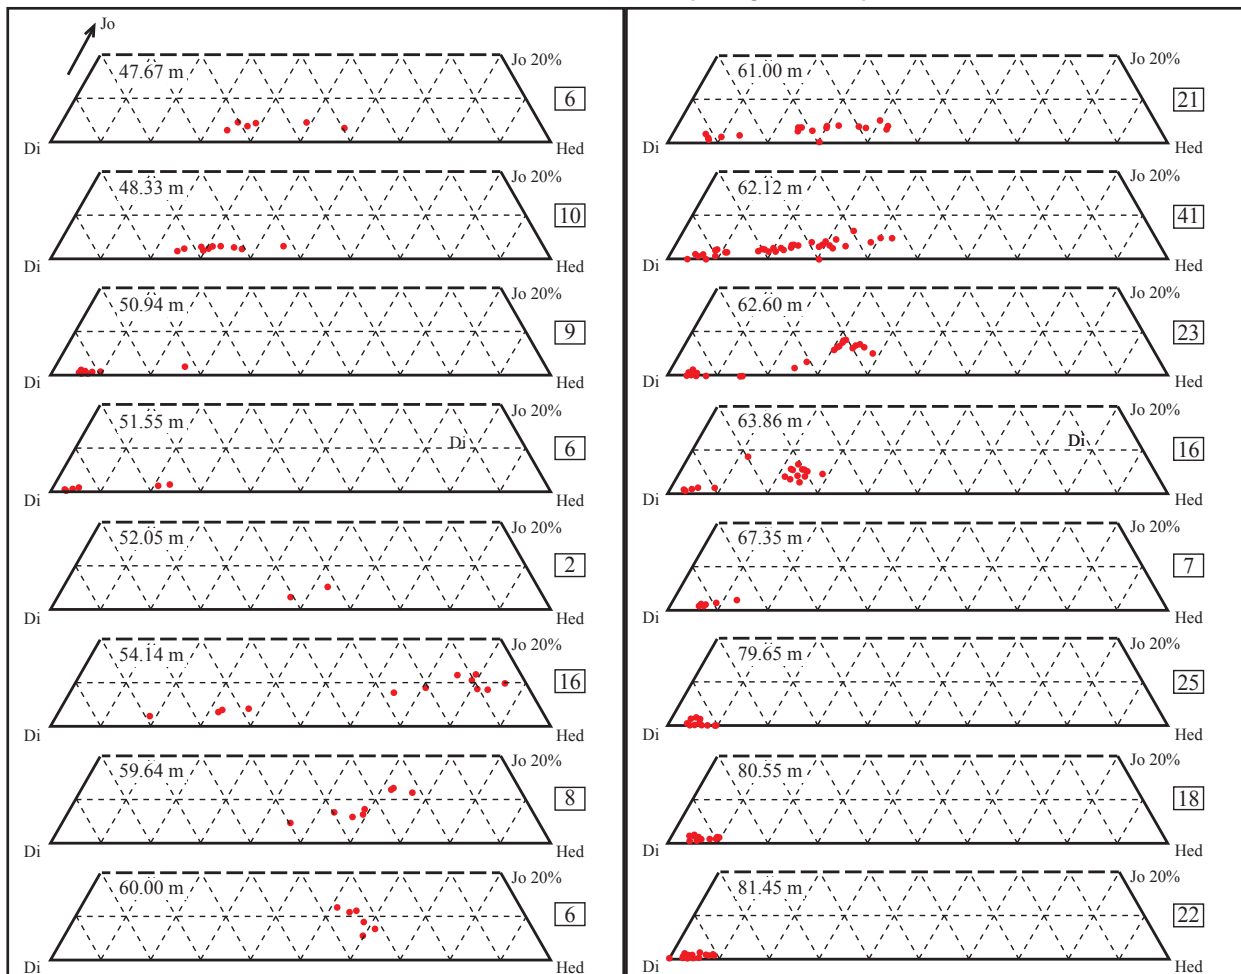 Jo
47.67 m
Jo 20%
6
Di
Hed
48.33 m
Jo 20%
10
Di
Hed
50.94 m
Jo 20%
9
Di
Hed
51.55 m
Jo 20%
Di
6
Di
Hed
52.05 m
Jo 20%
2
Di
Hed
54.14 m
Jo 20%
16
Di
Hed
59.64 m
Jo 20%
8
Di
Hed
60.00 m
Jo 20%
6
Di
Hed
61.00 m
Jo 20%
21
Di
Hed
62.12 m
Jo 20%
41
Di
Hed
62.60 m
Jo 20%
23
Di
Hed
63.86 m
Jo 20%
Di
16
Di
Hed
67.35 m
Jo 20%
7
Di
Hed
79.65 m
Jo 20%
25
Di
Hed
80.55 m
Jo 20%
18
Di
Hed
81.45 m
Jo 20%
22
Di
Hed